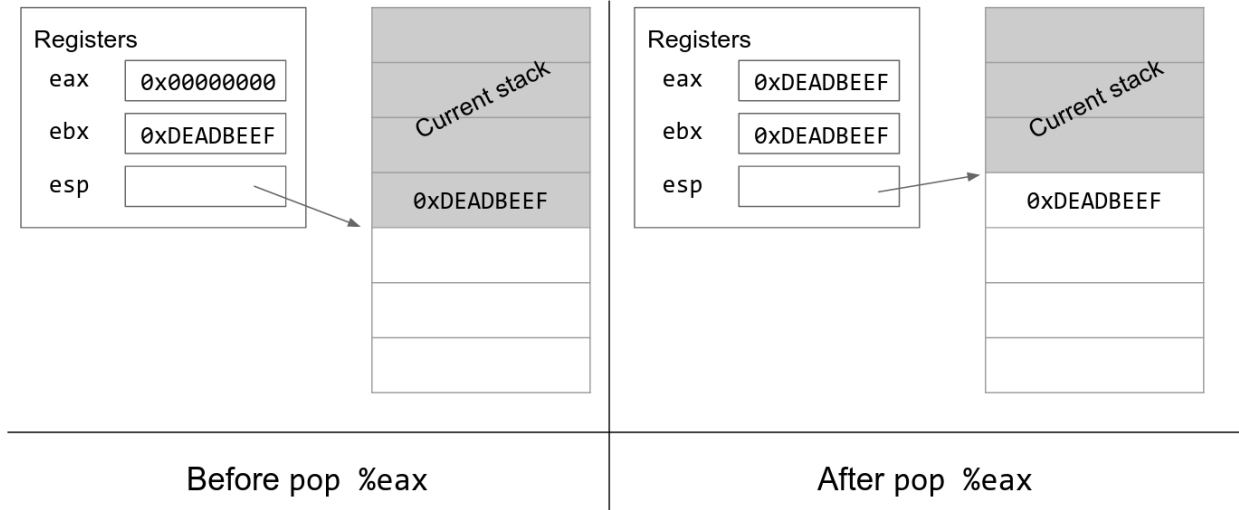 Registers
eax 0x00000000
ebx 0xDEADBEEF
esp
Current stack
0xDEADBEEF
Before pop %eax
Registers
eax 0xDEADBEEF
ebx 0xDEADBEEF
esp
Current stack
0xDEADBEEF
After pop %eax